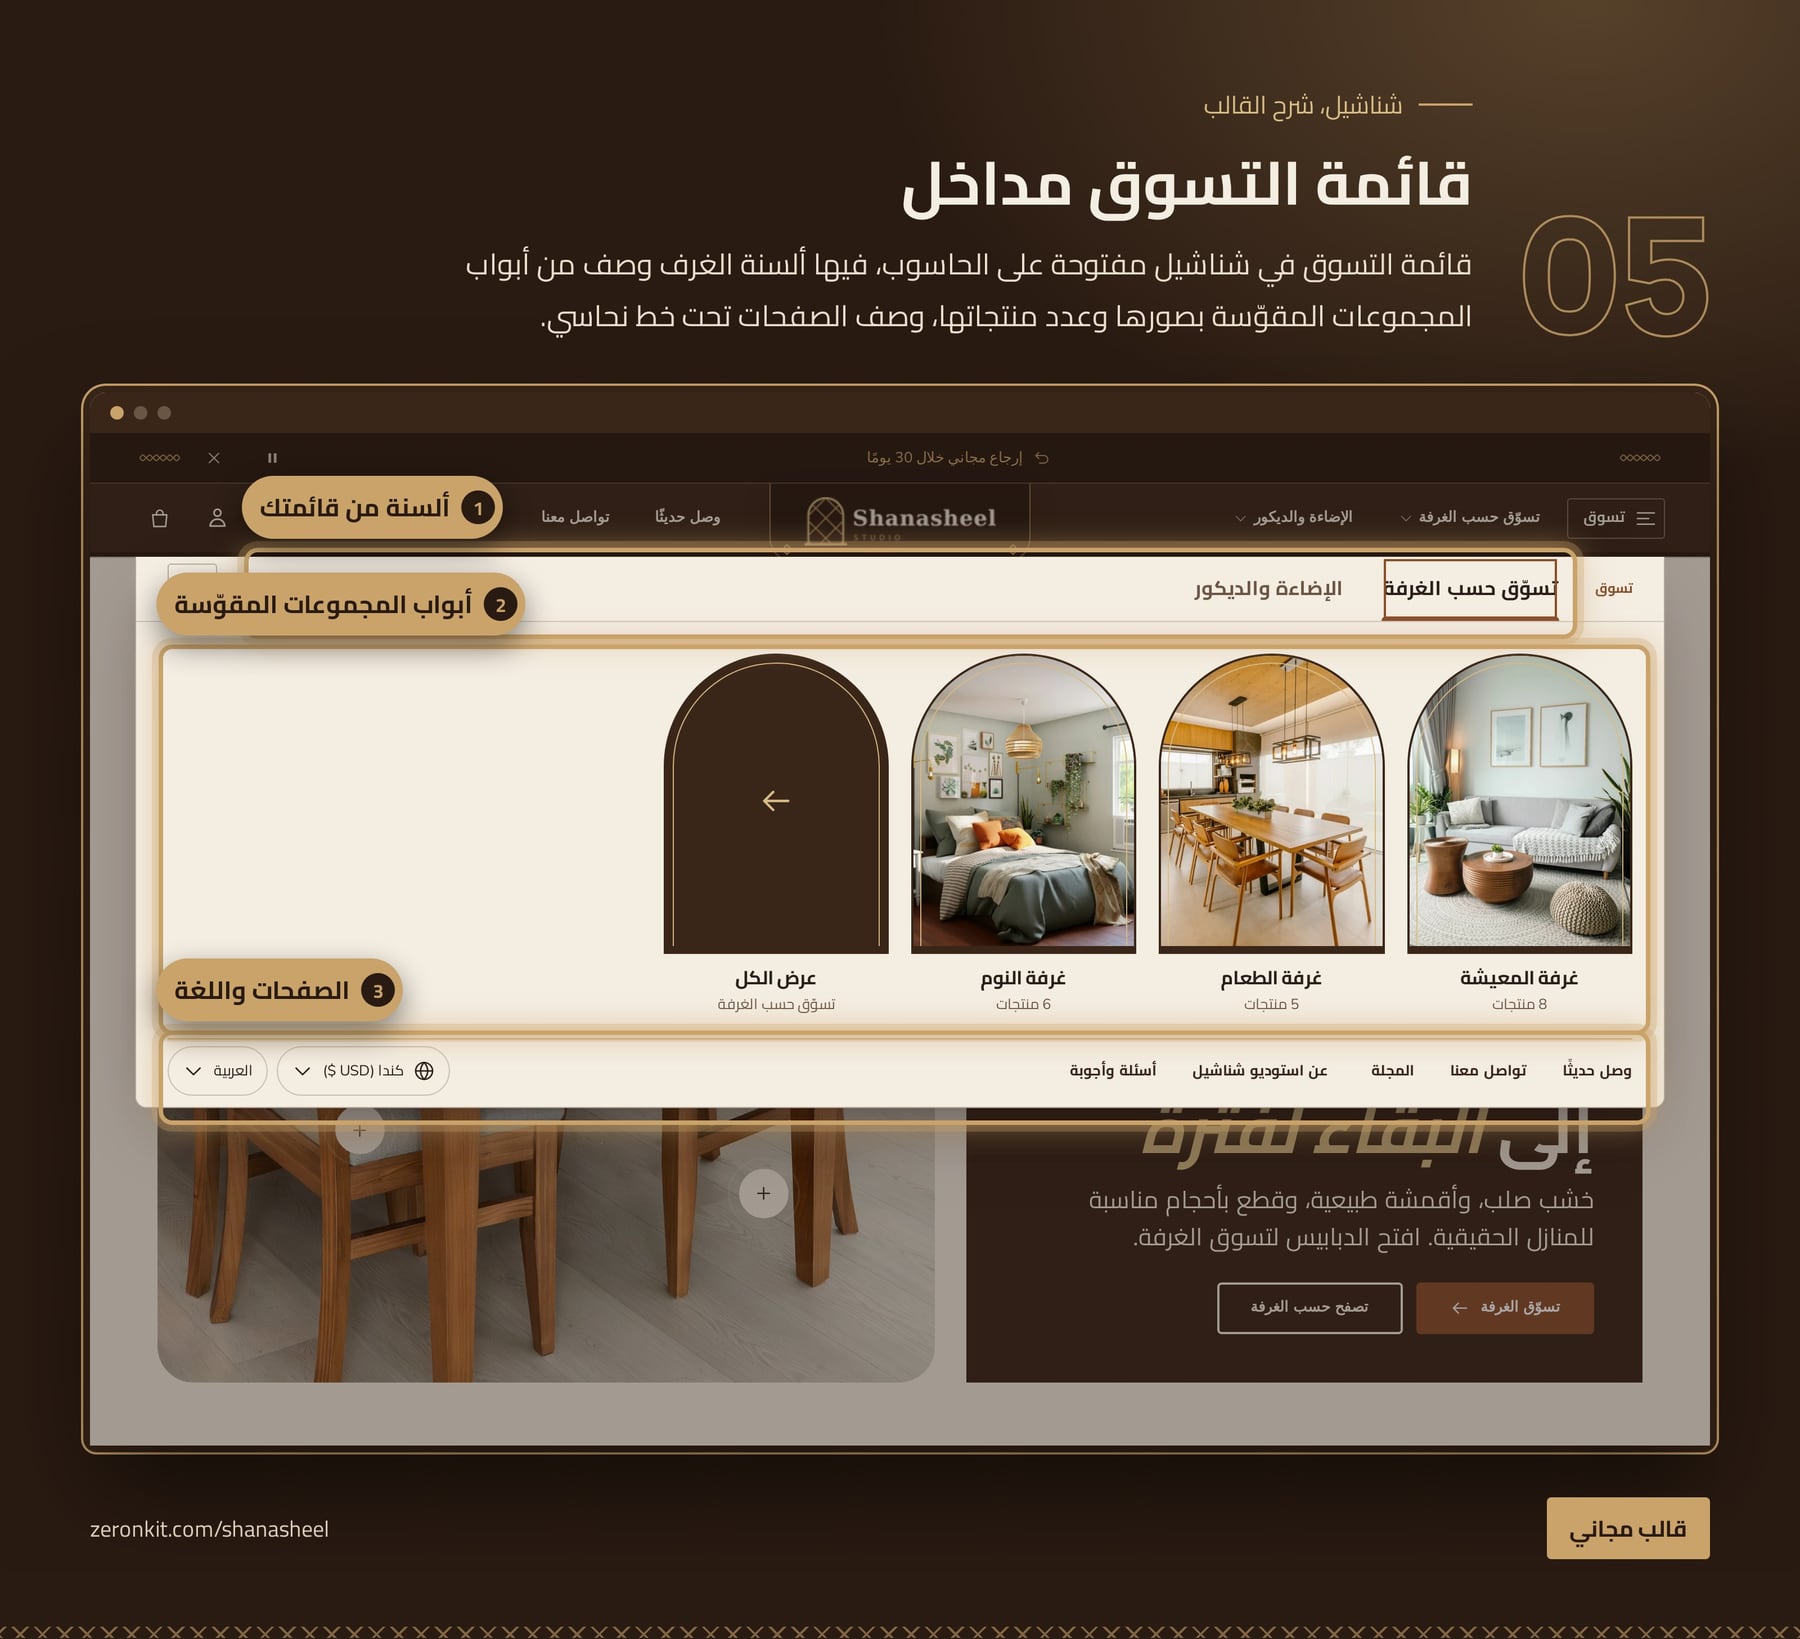 شناشيل، شرح القالب
قائمة التسوق مداخل
05
قائمة التسوق في شناشيل مفتوحة على الحاسوب، فيها ألسنة الغرف وصف من أبواب
المجموعات المقوّسة بصورها وعدد منتجاتها، وصف الصفحات تحت خط نحاسي.
إرجاع مجاني خلال 30 يومًا
تسوق
تسوّق حسب الغرفة
الإضاءة والديكور
Shanasheel
STUDIO
وصل حديثًا
تواصل معنا
1 ألسنة من قائمتك
تسوق
تسوّق حسب الغرفة
الإضاءة والديكور
2 أبواب المجموعات المقوّسة
غرفة المعيشة
8 منتجات
غرفة الطعام
5 منتجات
غرفة النوم
6 منتجات
عرض الكل
تسوّق حسب الغرفة
3 الصفحات واللغة
وصل حديثًا
تواصل معنا
المجلة
عن استوديو شناشيل
أسئلة وأجوبة
كندا (USD $)
العربية
إلى البقاء لفترة
خشب صلب، وأقمشة طبيعية، وقطع بأحجام مناسبة
للمنازل الحقيقية. افتح الدبابيس لتسوق الغرفة.
تسوّق الغرفة
تصفح حسب الغرفة
قالب مجاني
zeronkit.com/shanasheel